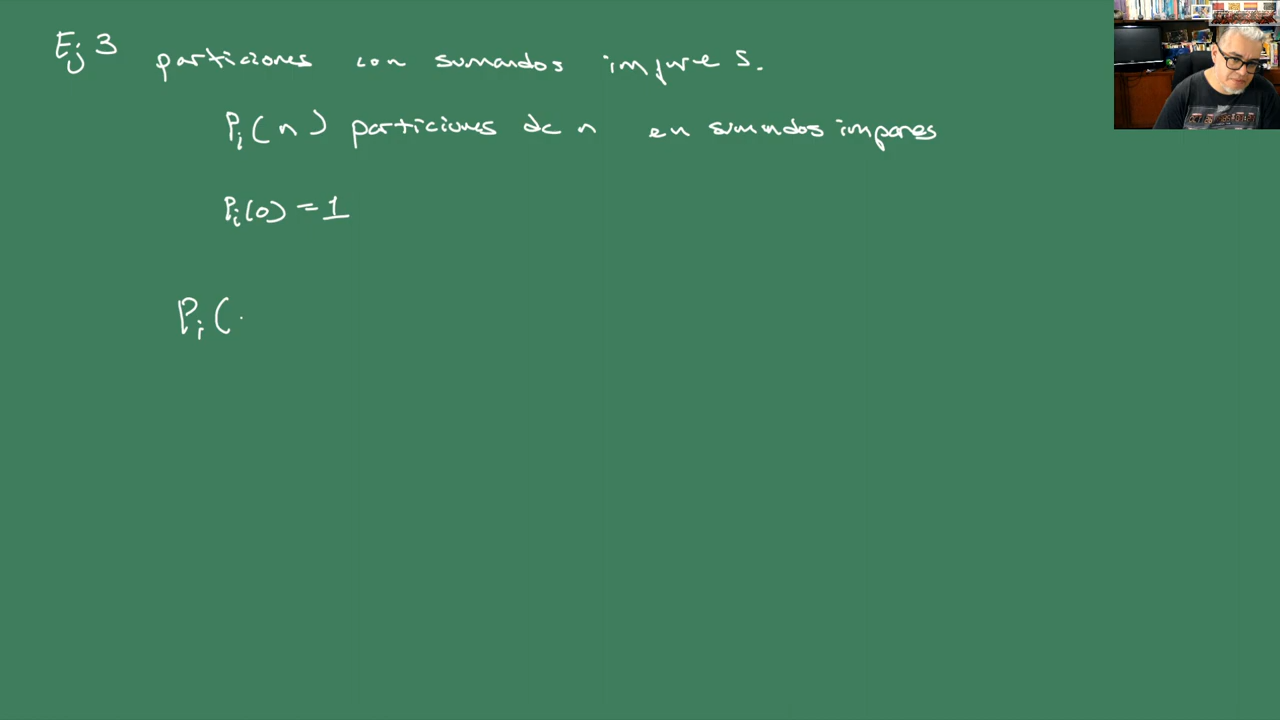 Ej 3 particiones con sumandos impares.
Pi(n) particiones de n en sumandos impares
Pi(0) = 1
Pi(